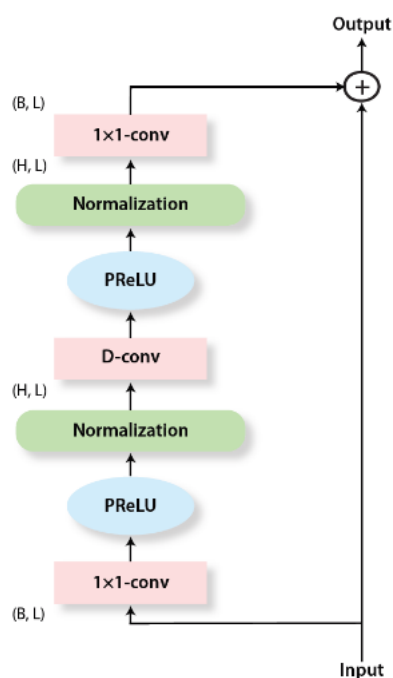 Output
+
(B, L)
1×1-conv
(H, L)
Normalization
PReLU
D-conv
(H, L)
Normalization
PReLU
1×1-conv
(B, L)
Input